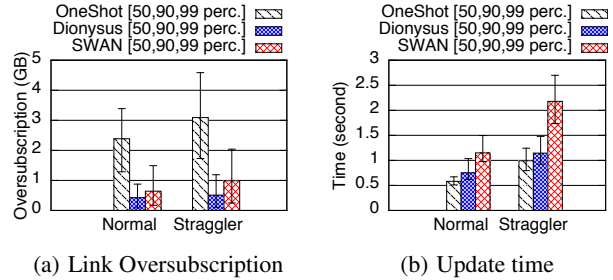 OneShot [50,90,99 perc.]
Dionysus [50,90,99 perc.]
SWAN [50,90,99 perc.]
Oversubscription (GB)
5
4
3
2
1
0
Normal Straggler
(a) Link Oversubscription
OneShot [50,90,99 perc.]
Dionysus [50,90,99 perc.]
SWAN [50,90,99 perc.]
Time (second)
3
2
2
1
1
0.5
0
Normal Straggler
(b) Update time